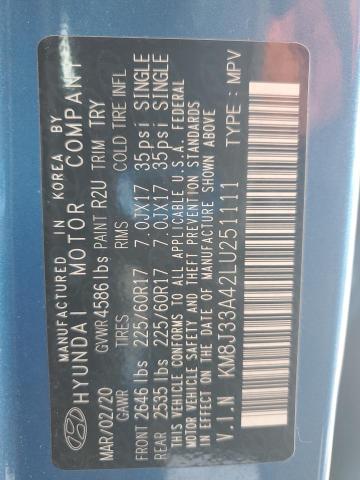 MANUFACTURED IN KOREA BY
HYUNDAI MOTOR COMPANY
MAR/02/20 GVWR 4586 lbs PAINT R2U TRIM TRY
GAWR TIRES RIMS COLD TIRE INFL
FRONT 2646 lbs 225/60R17 7.0JX17 35psi SINGLE
REAR 2535 lbs 225/60R17 7.0JX17 35psi SINGLE
THIS VEHICLE CONFORMS TO ALL APPLICABLE U.S.A. FEDERAL
MOTOR VEHICLE SAFETY AND THEFT PREVENTION STANDARDS
IN EFFECT ON THE DATE OF MANUFACTURE SHOWN ABOVE
V.I.N KM8J33A42LU251111 TYPE : MPV